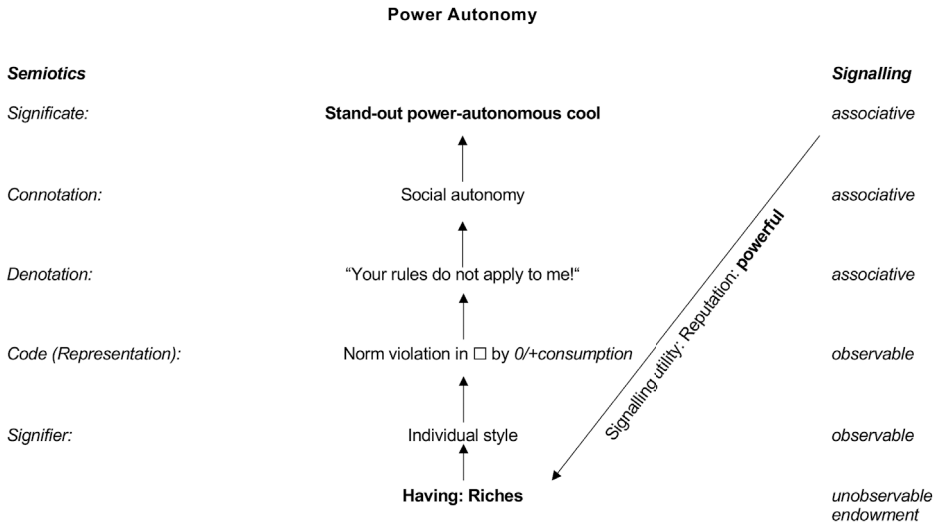 Power Autonomy
Semiotics Signalling
Significate: Stand-out power-autonomous cool associative
Connotation: Social autonomy associative
Denotation: “Your rules do not apply to me!“ associative
Code (Representation): Norm violation in □ by 0/+consumption observable
Signifier: Individual style observable
Having: Riches unobservable
endowment
Signalling utility: Reputation: powerful